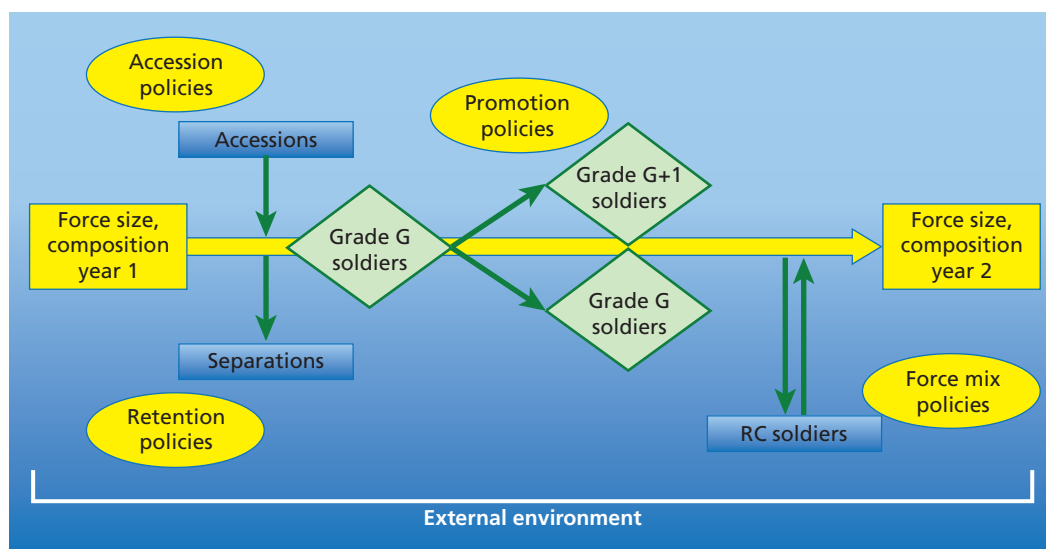 Accession
policies
Accessions
Promotion
policies
Grade G+1
soldiers
Force size,
composition
year 1
Grade G
soldiers
Force size,
composition
year 2
Grade G
soldiers
Separations
Retention
policies
RC soldiers
Force mix
policies
External environment